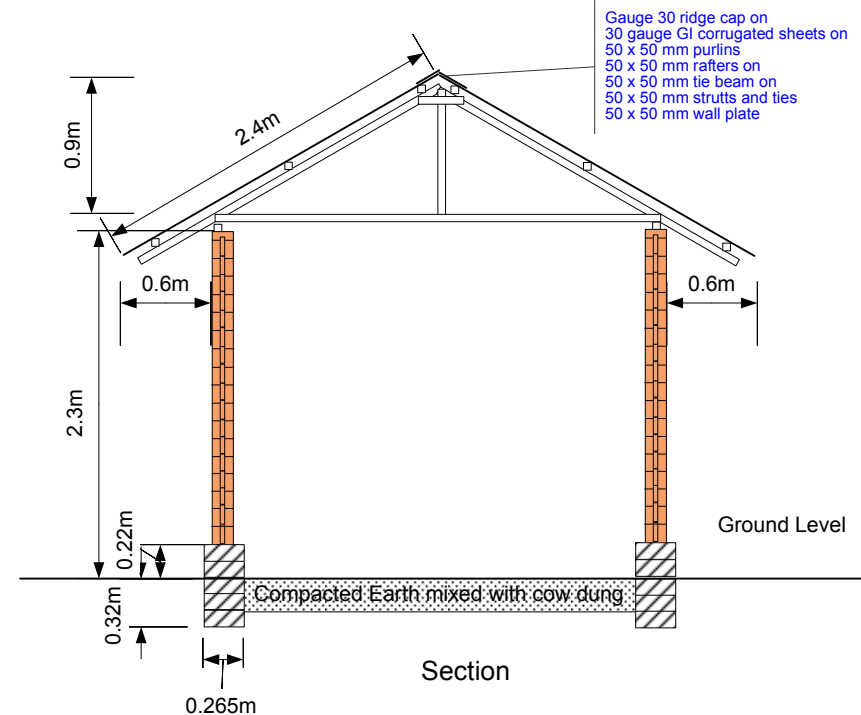 Gauge 30 ridge cap on
30 gauge GI corrugated sheets on
50 x 50 mm purlins
50 x 50 mm rafters on
50 x 50 mm tie beam on
50 x 50 mm strutts and ties
50 x 50 mm wall plate
2.4m
0.9m
0.6m
0.6m
2.3m
Ground Level
0.22m
Compacted Earth mixed with cow dung
0.32m
Section
0.265m